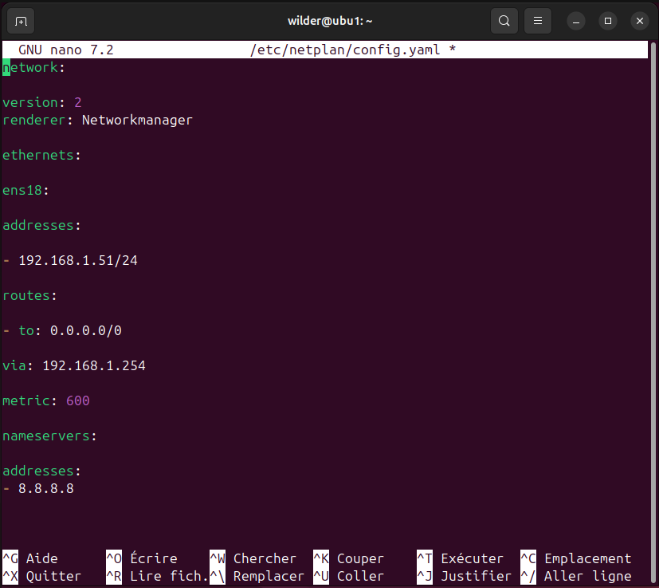 wilder@ubu1: ~
GNU nano 7.2 /etc/netplan/config.yaml *
network:
version: 2
renderer: Networkmanager
ethernets:
ens18:
addresses:
- 192.168.1.51/24
routes:
- to: 0.0.0.0/0
via: 192.168.1.254
metric: 600
nameservers:
addresses:
- 8.8.8.8
^G Aide ^O Écrire ^W Chercher ^K Couper ^T Exécuter ^C Emplacement
^X Quitter ^R Lire fich. ^\ Remplacer ^U Coller ^J Justifier ^/ Aller ligne